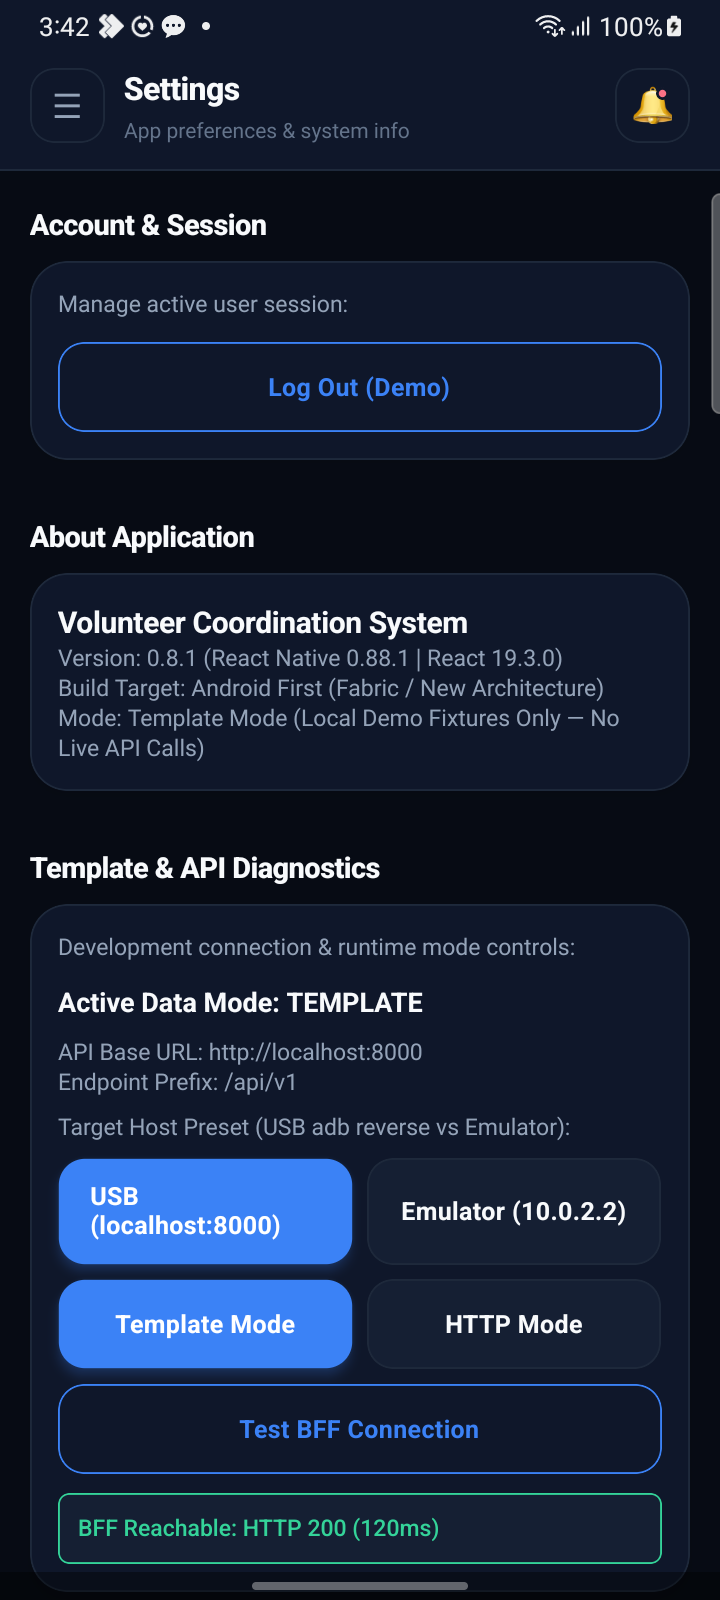 3:42
100%
Settings
App preferences & system info
Account & Session
Manage active user session:
Log Out (Demo)
About Application
Volunteer Coordination System
Version: 0.8.1 (React Native 0.88.1 | React 19.3.0)
Build Target: Android First (Fabric / New Architecture)
Mode: Template Mode (Local Demo Fixtures Only — No
Live API Calls)
Template & API Diagnostics
Development connection & runtime mode controls:
Active Data Mode: TEMPLATE
API Base URL: http://localhost:8000
Endpoint Prefix: /api/v1
Target Host Preset (USB adb reverse vs Emulator):
USB
(localhost:8000)
Emulator (10.0.2.2)
Template Mode
HTTP Mode
Test BFF Connection
BFF Reachable: HTTP 200 (120ms)